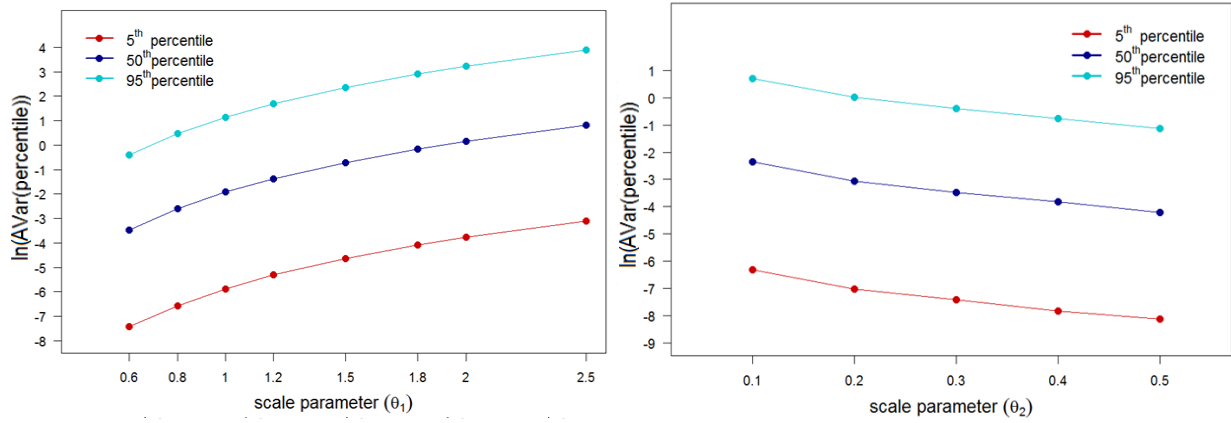 5th percentile
50th percentile
95th percentile
ln(AVar(percentile))
4
3
2
1
0
-1
-2
-3
-4
-5
-6
-7
-8
0.6 0.8 1 1.2 1.5 1.8 2 2.5
scale parameter (θ1)
5th percentile
50th percentile
95th percentile
ln(AVar(percentile))
1
0
-1
-2
-3
-4
-5
-6
-7
-8
-9
0.1 0.2 0.3 0.4 0.5
scale parameter (θ2)